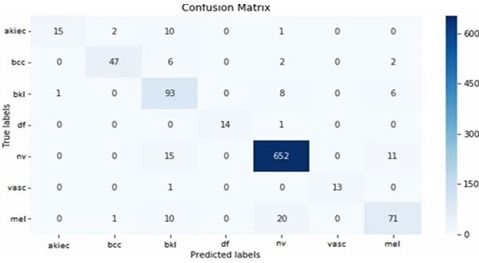 Confusion Matrix
akiec 15 2 10 0 1 0 0
bcc 0 47 6 0 2 0 2
bkl 1 0 93 0 8 0 6
df 0 0 0 14 1 0 0
nv 0 0 15 0 652 0 11
vasc 0 0 1 0 0 13 0
mel 0 1 10 0 20 0 71
akiec bcc bkl df nv vasc mel
Predicted labels
True labels
600
450
300
150
0